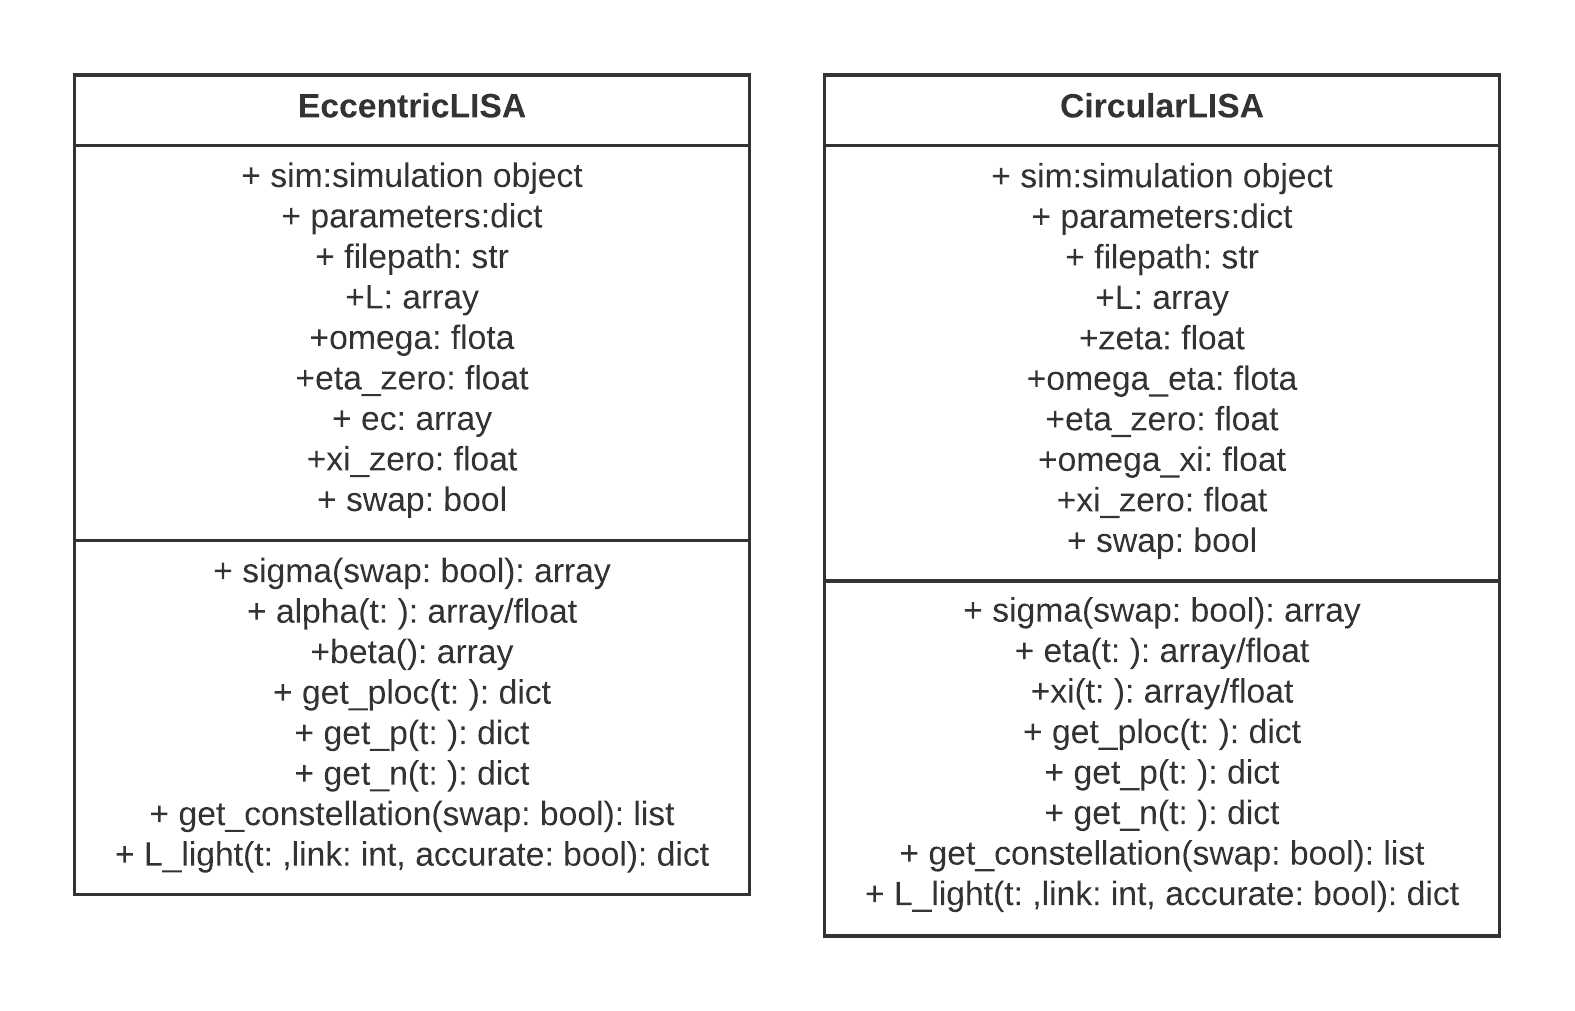 EccentricLISA
+ sim:simulation object
+ parameters:dict
+ filepath: str
+L: array
+omega: flota
+eta_zero: float
+ ec: array
+xi_zero: float
+ swap: bool
+ sigma(swap: bool): array
+ alpha(t: ): array/float
+beta(): array
+ get_ploc(t: ): dict
+ get_p(t: ): dict
+ get_n(t: ): dict
+ get_constellation(swap: bool): list
+ L_light(t: ,link: int, accurate: bool): dict
CircularLISA
+ sim:simulation object
+ parameters:dict
+ filepath: str
+L: array
+zeta: float
+omega_eta: flota
+eta_zero: float
+omega_xi: float
+xi_zero: float
+ swap: bool
+ sigma(swap: bool): array
+ eta(t: ): array/float
+xi(t: ): array/float
+ get_ploc(t: ): dict
+ get_p(t: ): dict
+ get_n(t: ): dict
+ get_constellation(swap: bool): list
+ L_light(t: ,link: int, accurate: bool): dict